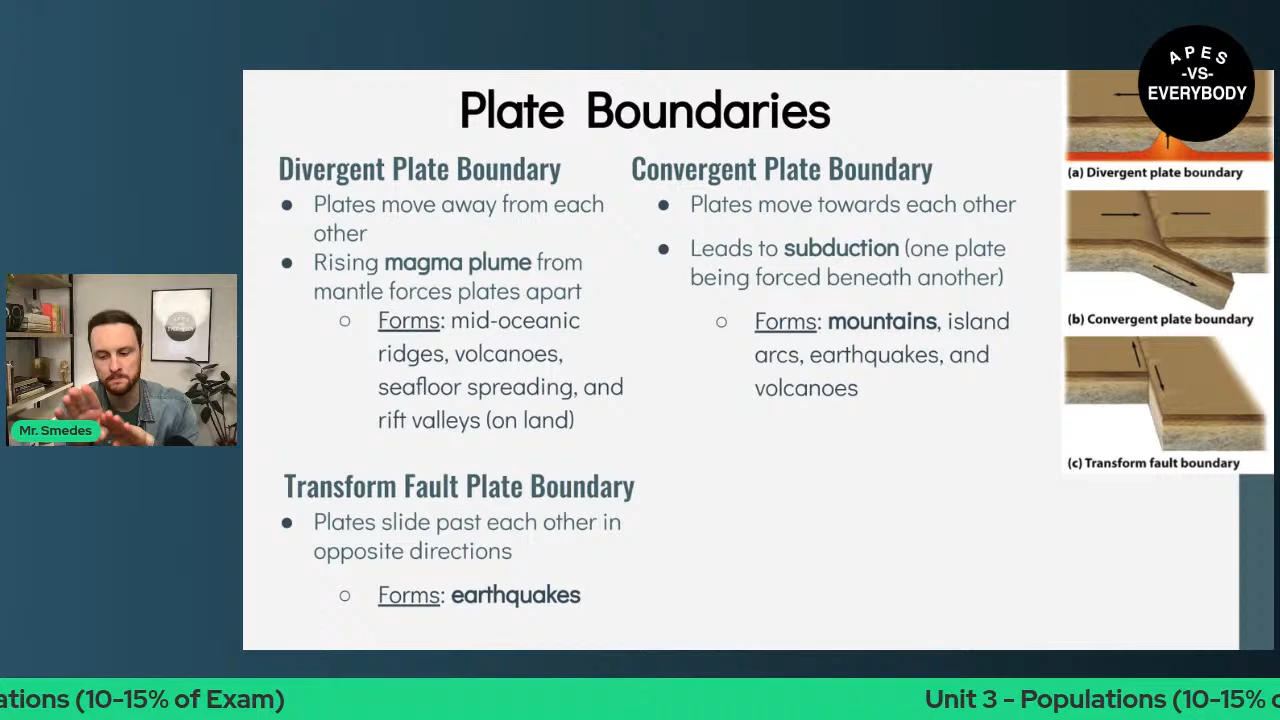 APES
-VS-
EVERYBODY
Plate Boundaries
Divergent Plate Boundary
● Plates move away from each
other
● Rising magma plume from
mantle forces plates apart
○ Forms: mid-oceanic
ridges, volcanoes,
seafloor spreading, and
rift valleys (on land)
Convergent Plate Boundary
● Plates move towards each other
● Leads to subduction (one plate
being forced beneath another)
○ Forms: mountains, island
arcs, earthquakes, and
volcanoes
Transform Fault Plate Boundary
● Plates slide past each other in
opposite directions
○ Forms: earthquakes
(a) Divergent plate boundary
(b) Convergent plate boundary
(c) Transform fault boundary
Mr. Smedes
ations (10-15% of Exam)
Unit 3 - Populations (10-15%